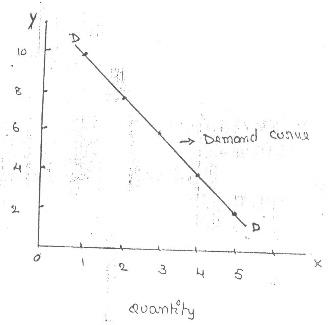 Y
D
10
8
6
→ Demand curve
4
2
D
0 1 2 3 4 5 X
Quantity